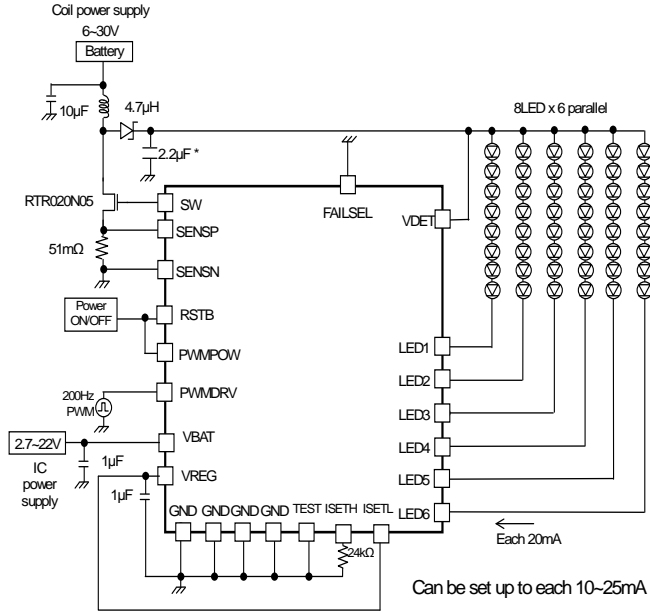 Coil power supply
6~30V
Battery
10μF
4.7μH
2.2μF *
8LED x 6 parallel
RTR020N05
SW
FAILSEL
VDET
SENSP
51mΩ
SENSN
Power
ON/OFF
RSTB
PWMPOW
LED1
200Hz
PWM
PWMDRV
LED2
LED3
2.7~22V
VBAT
LED4
IC
power
supply
1μF
VREG
LED5
1μF
GND
GND
GND
GND
TEST
ISETH
ISETL
LED6
24kΩ
Each 20mA
Can be set up to each 10~25mA